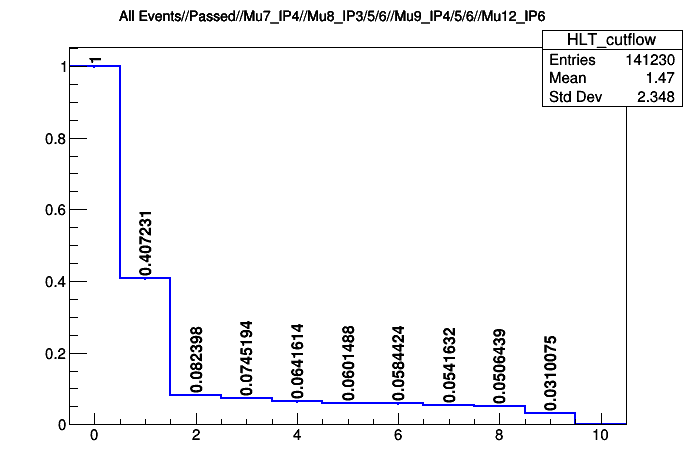 All Events//Passed//Mu7_IP4//Mu8_IP3/5/6//Mu9_IP4/5/6//Mu12_IP6
HLT_cutflow
Entries 141230
Mean 1.47
Std Dev 2.348
1
0.8
0.6
0.4
0.2
0
1
0.407231
0.082398
0.0745194
0.0641614
0.0601488
0.0584424
0.0541632
0.0506439
0.0310075
0 2 4 6 8 10